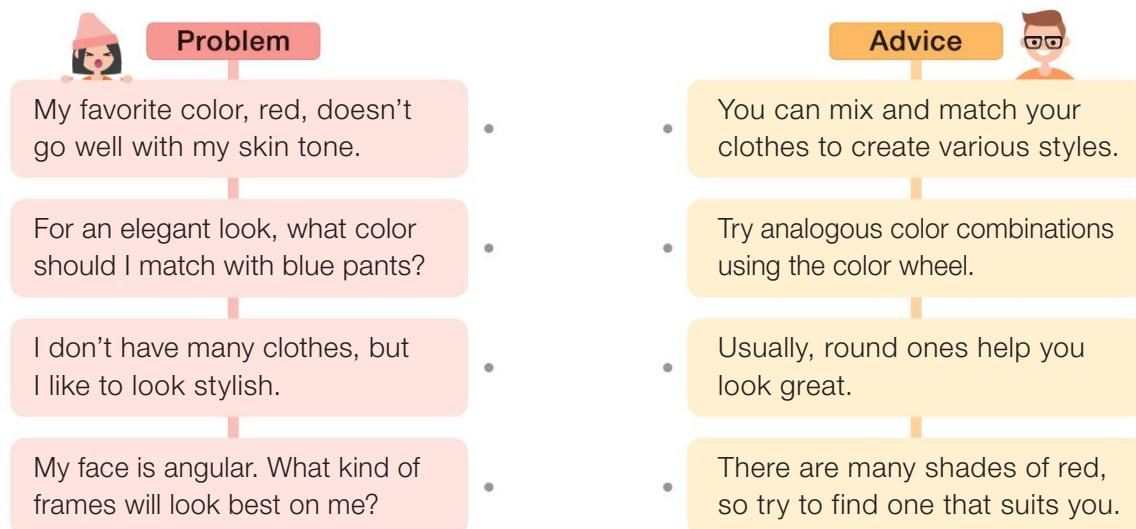 Problem
My favorite color, red, doesn’t
go well with my skin tone.
For an elegant look, what color
should I match with blue pants?
I don’t have many clothes, but
I like to look stylish.
My face is angular. What kind of
frames will look best on me?
Advice
You can mix and match your
clothes to create various styles.
Try analogous color combinations
using the color wheel.
Usually, round ones help you
look great.
There are many shades of red,
so try to find one that suits you.